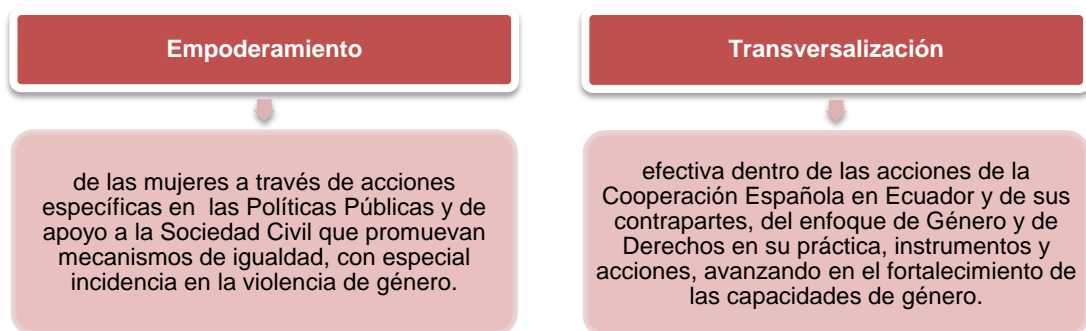 Empoderamiento
de las mujeres a través de acciones
específicas en las Políticas Públicas y de
apoyo a la Sociedad Civil que promuevan
mecanismos de igualdad, con especial
incidencia en la violencia de género.
Transversalización
efectiva dentro de las acciones de la
Cooperación Española en Ecuador y de sus
contrapartes, del enfoque de Género y de
Derechos en su práctica, instrumentos y
acciones, avanzando en el fortalecimiento de
las capacidades de género.